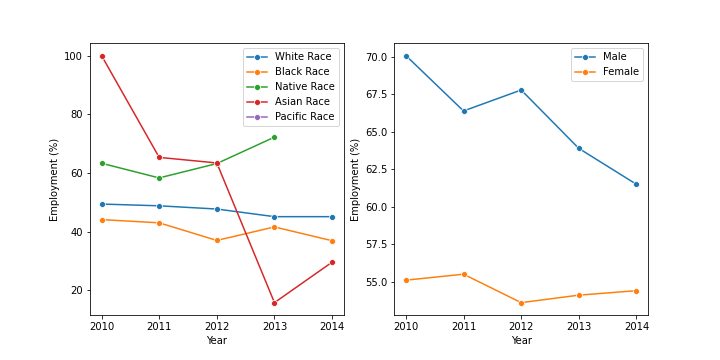 100
80
60
40
20
Employment (%)
2010 2011 2012 2013 2014
Year
White Race
Black Race
Native Race
Asian Race
Pacific Race
70.0
67.5
65.0
62.5
60.0
57.5
55.0
Employment (%)
2010 2011 2012 2013 2014
Year
Male
Female